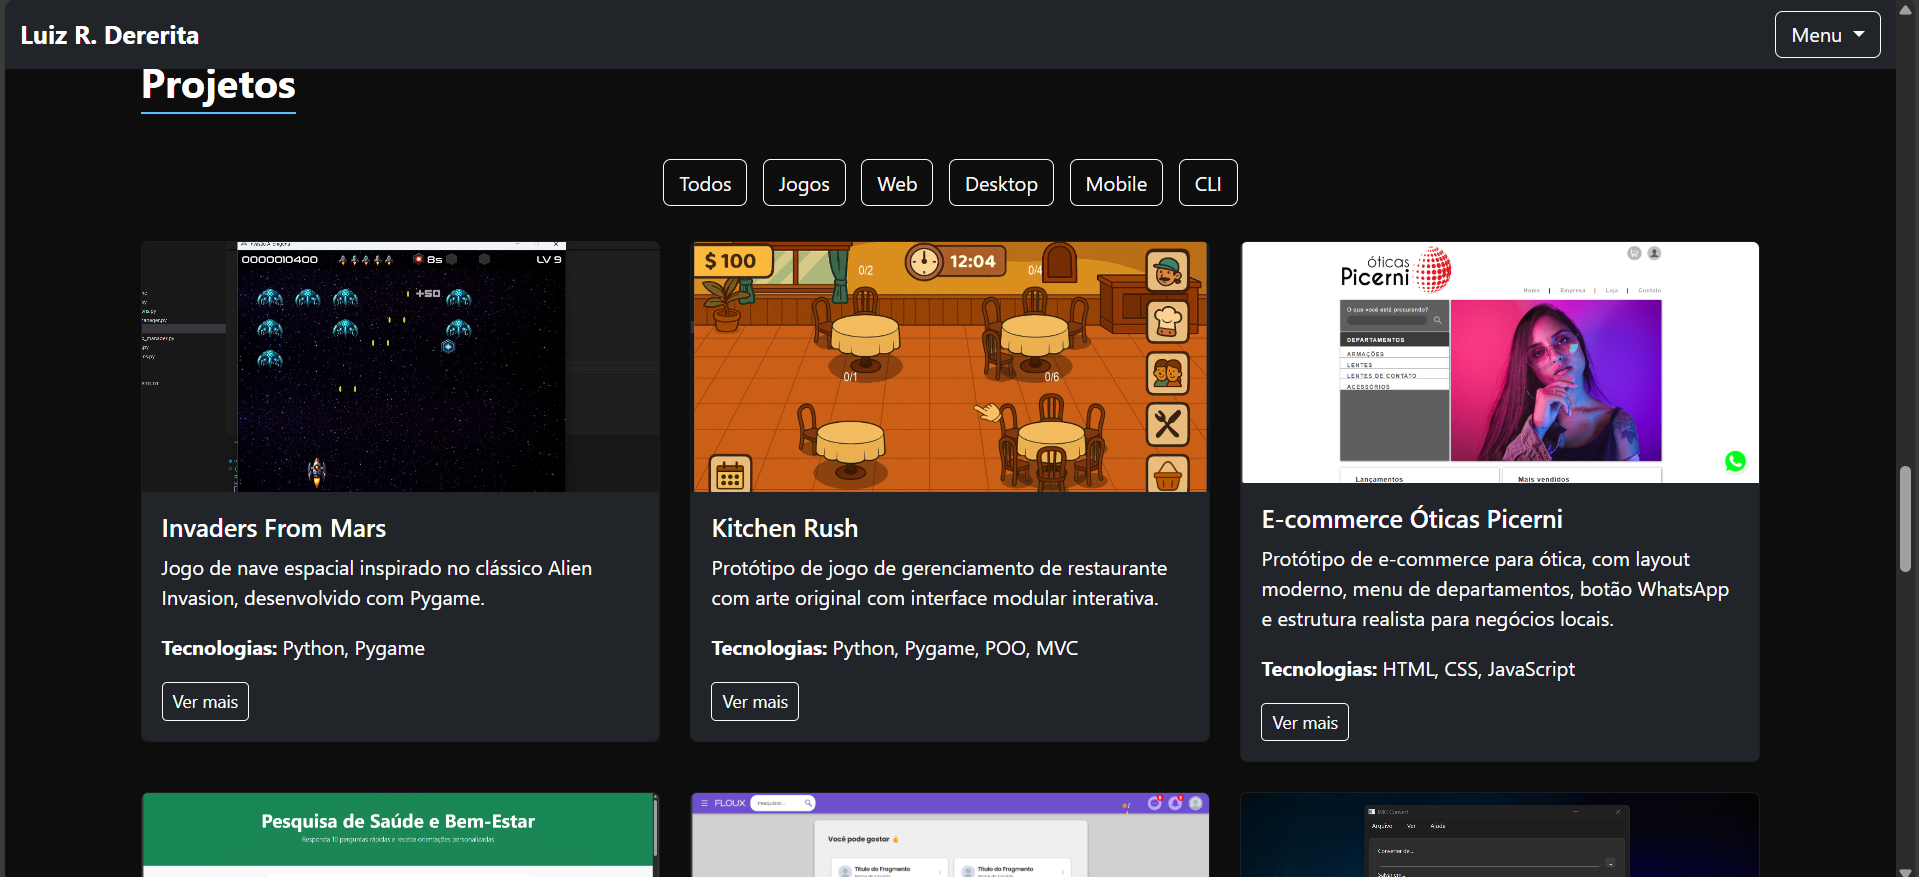 Luiz R. Dererita
Menu
Projetos
Todos
Jogos
Web
Desktop
Mobile
CLI
0000010400
8s
LV 9
+50
$ 100
0/2
12:04
0/4
0/1
0/6
óticas
Picerni
Home | Empresa | Loja | Contato
O que você está procurando?
DEPARTAMENTOS
ARMAÇÕES
LENTES
LENTES DE CONTATO
ACESSÓRIOS
Lançamentos
Mais vendidos
Invaders From Mars
Jogo de nave espacial inspirado no clássico Alien
Invasion, desenvolvido com Pygame.
Tecnologias: Python, Pygame
Ver mais
Kitchen Rush
Protótipo de jogo de gerenciamento de restaurante
com arte original com interface modular interativa.
Tecnologias: Python, Pygame, POO, MVC
Ver mais
E-commerce Óticas Picerni
Protótipo de e-commerce para ótica, com layout
moderno, menu de departamentos, botão WhatsApp
e estrutura realista para negócios locais.
Tecnologias: HTML, CSS, JavaScript
Ver mais
Pesquisa de Saúde e Bem-Estar
Responda 10 perguntas rápidas e receba orientações personalizadas
FLOUX
Pesquisar...
Você pode gostar
Título do Fragmento
Título do Fragmento
IMG Convert
Arquivo Ver Ajuda
Converter de...
Salvar em...